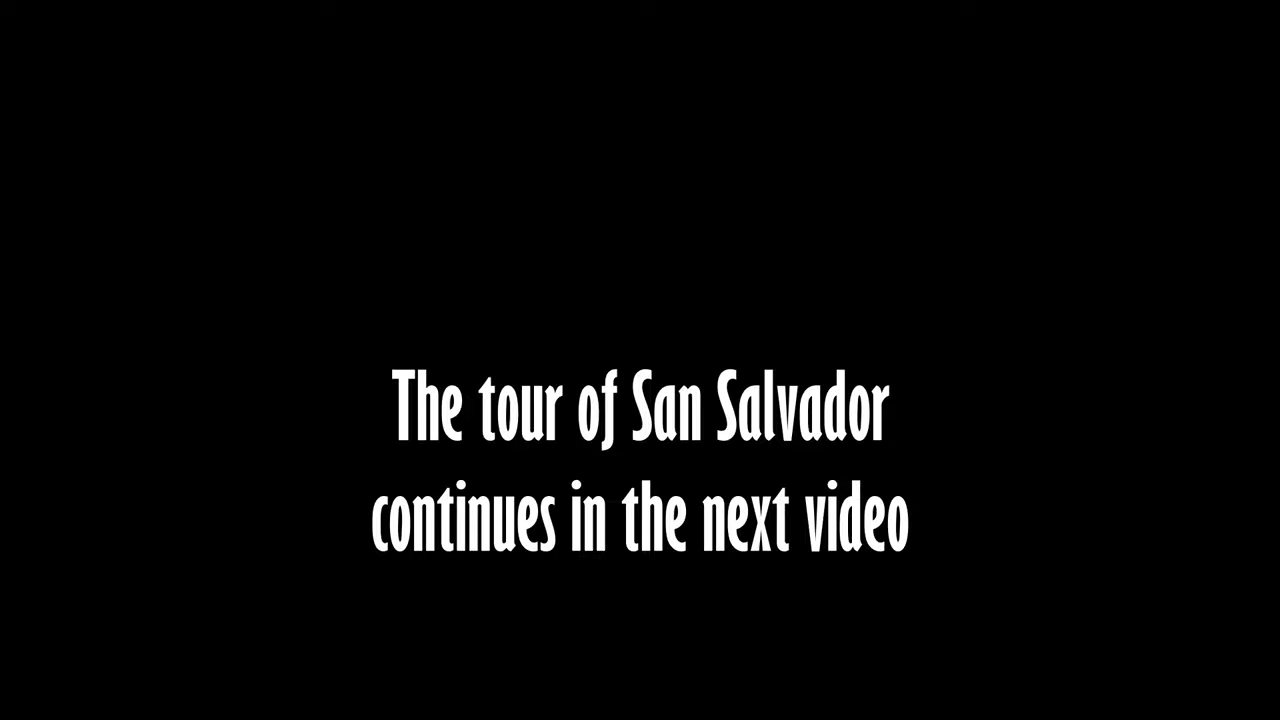 The tour of San Salvador
continues in the next video